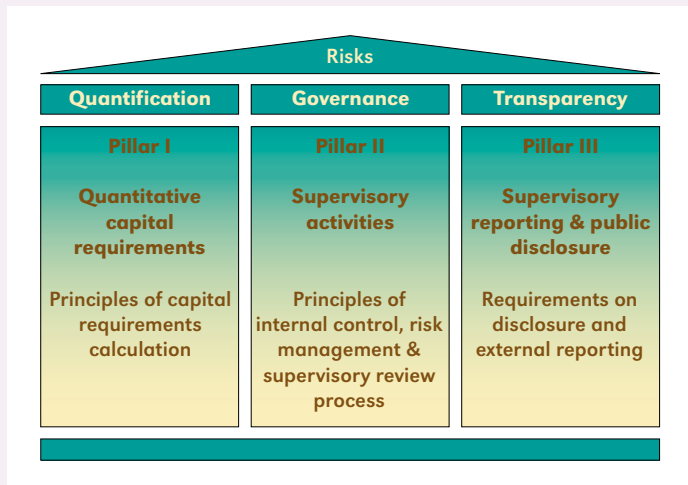 Risks
Quantification
Governance
Transparency
Pillar I
Quantitative
capital
requirements
Principles of capital
requirements
calculation
Pillar II
Supervisory
activities
Principles of
internal control, risk
management &
supervisory review
process
Pillar III
Supervisory
reporting & public
disclosure
Requirements on
disclosure and
external reporting